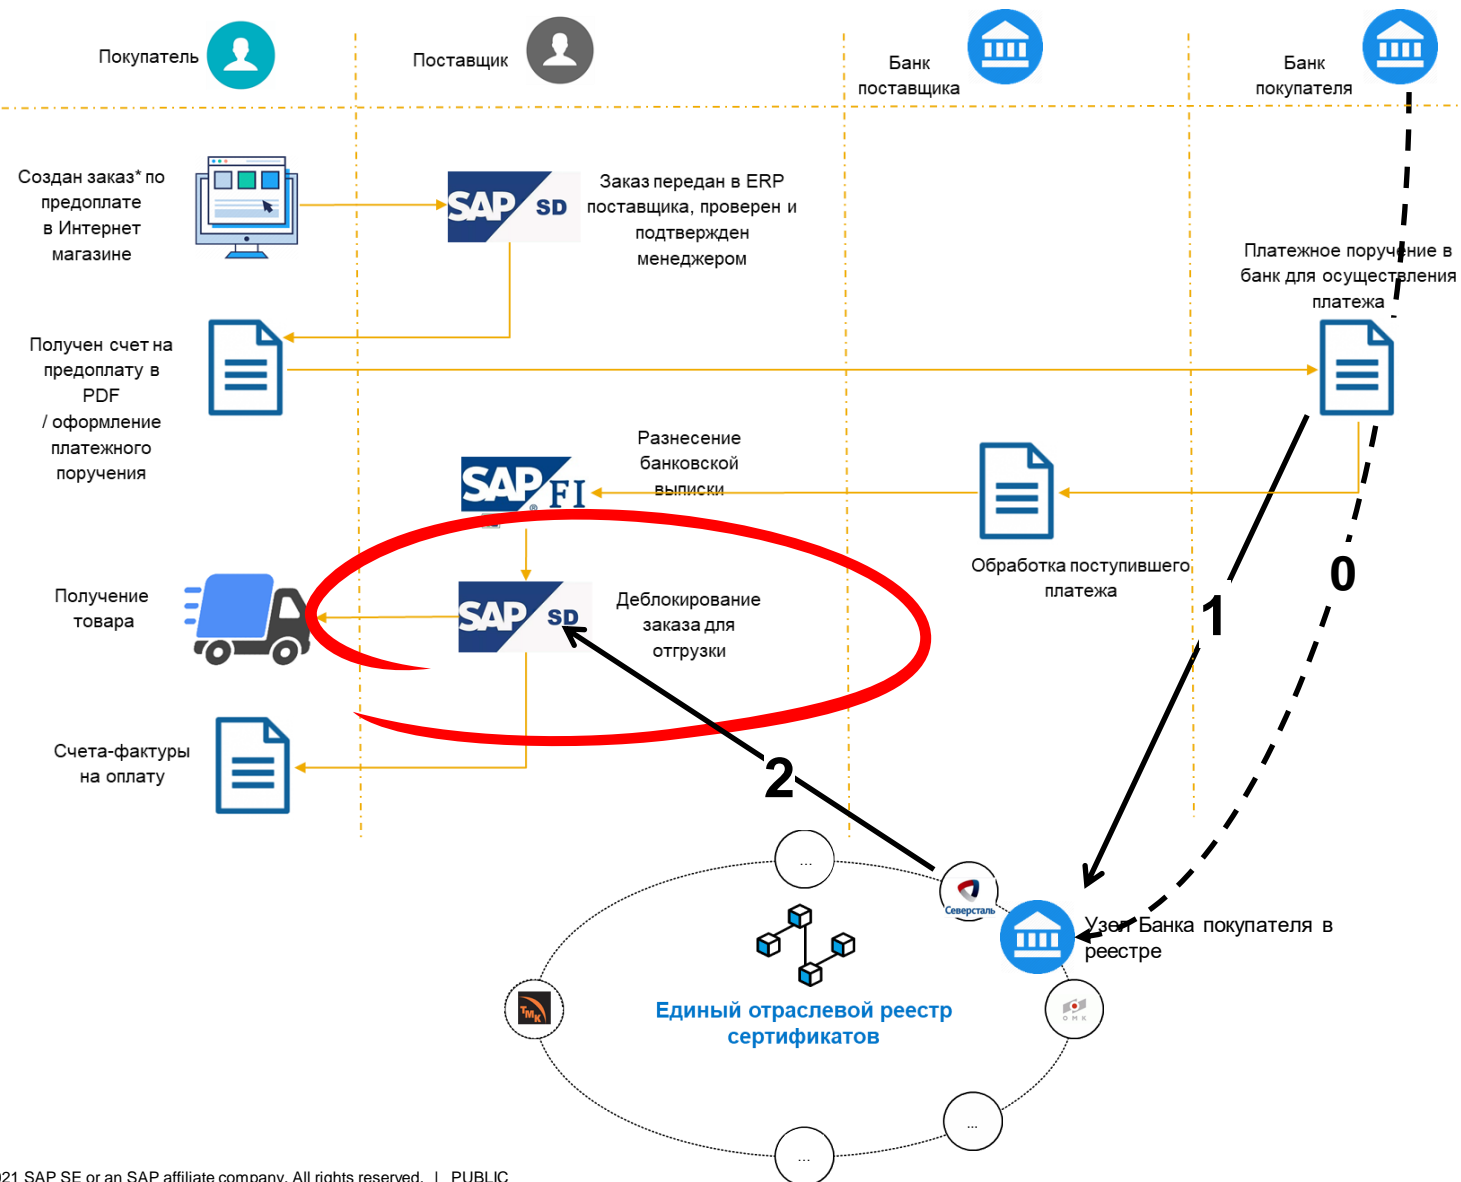 Покупатель
Поставщик
Банк
поставщика
Банк
покупателя
Создан заказ* по
предоплате
в Интернет
магазине
SAP SD
Заказ передан в ERP
поставщика, проверен и
подтвержден
менеджером
Платежное поручение в
банк для осуществления
платежа
Получен счет на
предоплату в
PDF
/ оформление
платежного
поручения
SAP FI
®
Разнесение
банковской
выписки
Обработка поступившего
платежа
0
1
Получение
товара
SAP SD
Деблокирование
заказа для
отгрузки
Счета-фактуры
на оплату
2
...
Северсталь
Узел Банка покупателя в
реестре
ТМК
Единый отраслевой реестр
сертификатов
ОМК
...
...
21 SAP SE or an SAP affiliate company. All rights reserved. | PUBLIC